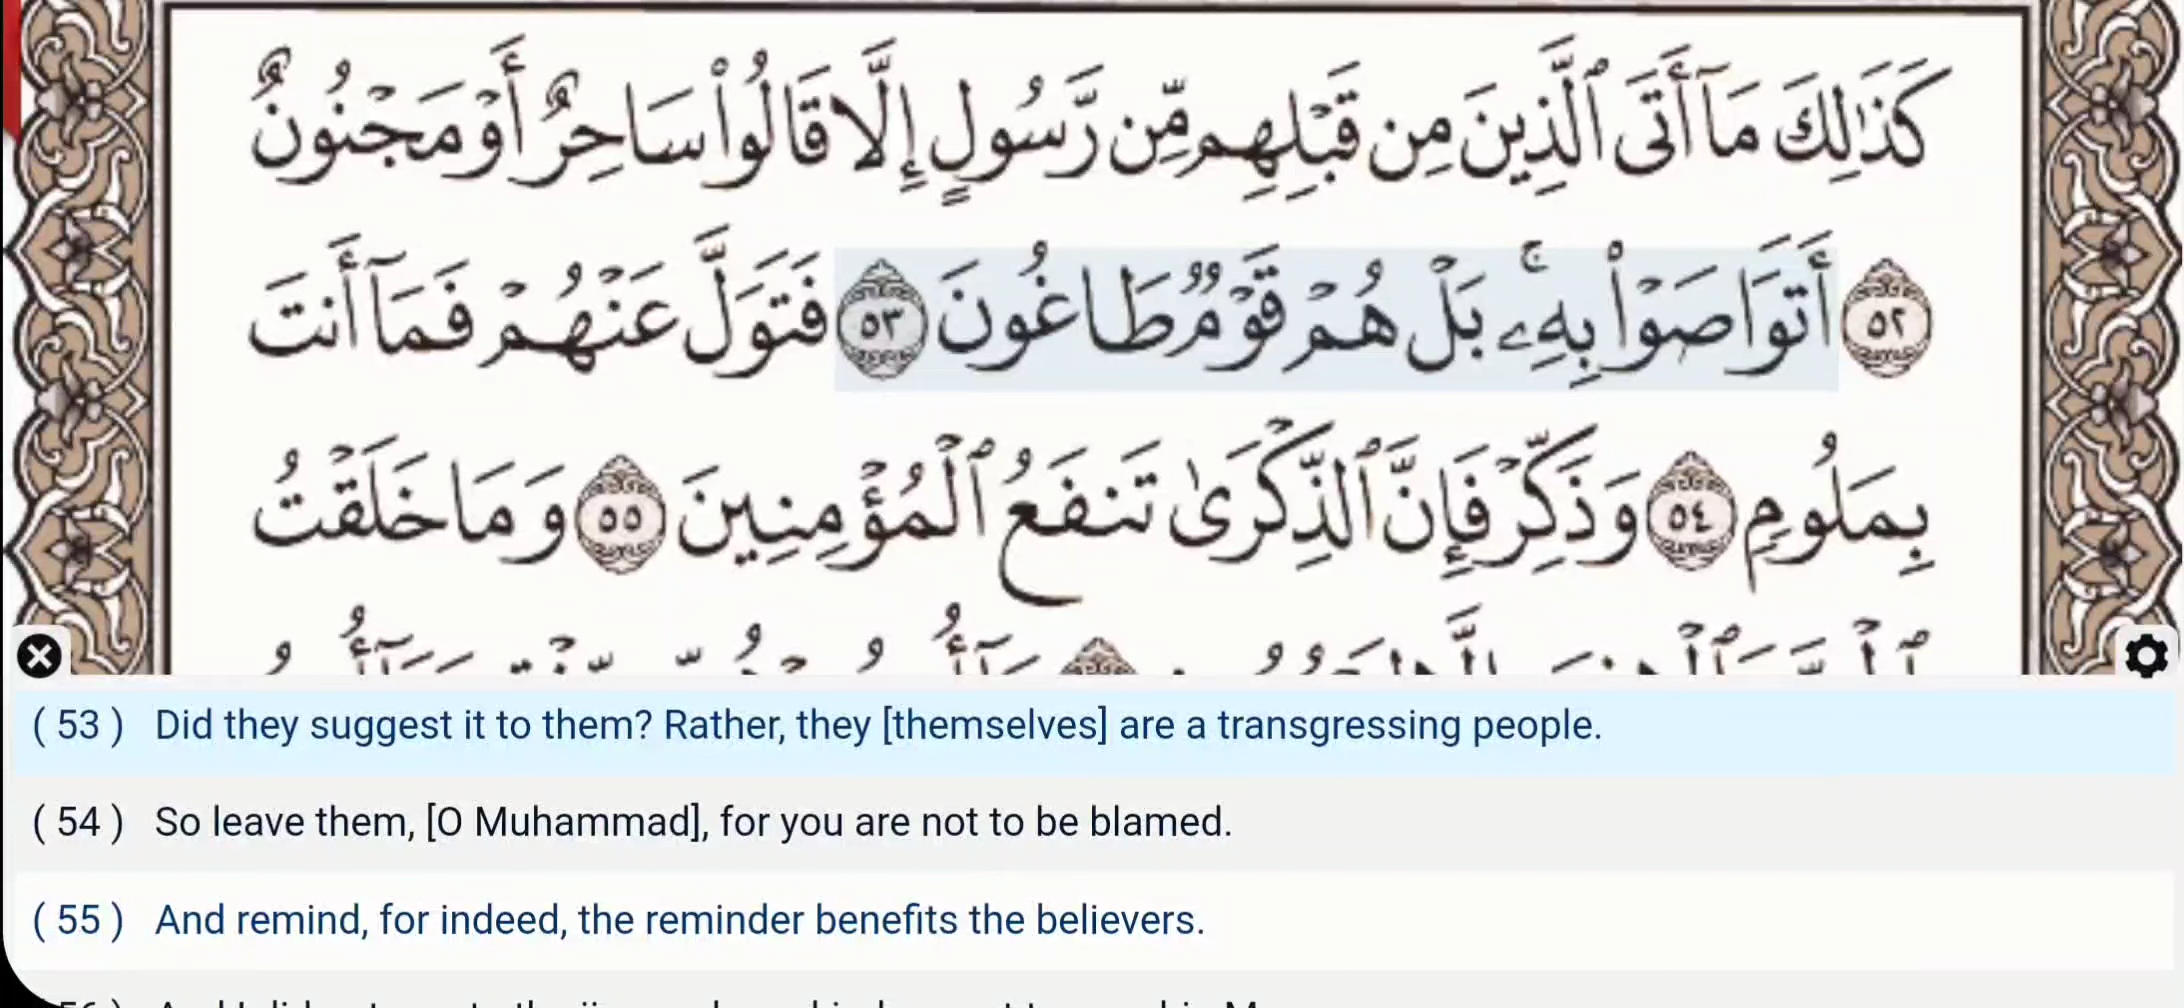 كَذَٰلِكَ مَآ أَتَى ٱلَّذِينَ مِن قَبْلِهِم مِّن رَّسُولٍ إِلَّا قَالُوا۟ سَاحِرٌ أَوْ مَجْنُونٌ
٥٢ أَتَوَاصَوْا۟ بِهِۦ ۚ بَلْ هُمْ قَوْمٌ طَاغُونَ ٥٣ فَتَوَلَّ عَنْهُمْ فَمَآ أَنتَ
بِمَلُومٍ ٥٤ وَذَكِّرْ فَإِنَّ ٱلذِّكْرَىٰ تَنفَعُ ٱلْمُؤْمِنِينَ ٥٥ وَمَا خَلَقْتُ
( 53 ) Did they suggest it to them? Rather, they [themselves] are a transgressing people.
( 54 ) So leave them, [O Muhammad], for you are not to be blamed.
( 55 ) And remind, for indeed, the reminder benefits the believers.